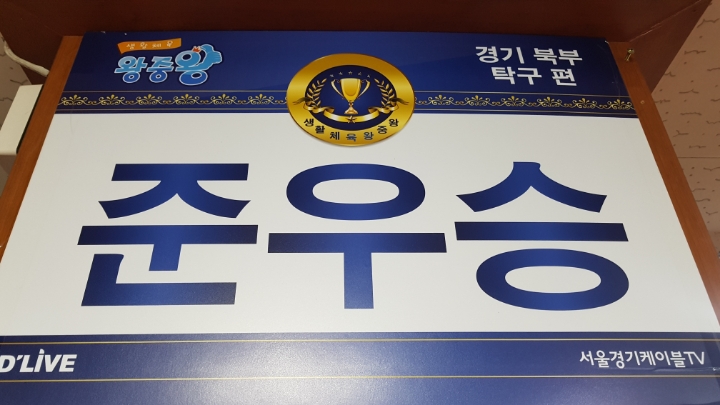 생활체육
왕중왕
경기 북부
탁구 편
생활체육왕중왕
준우승
D'LIVE
서울경기케이블TV